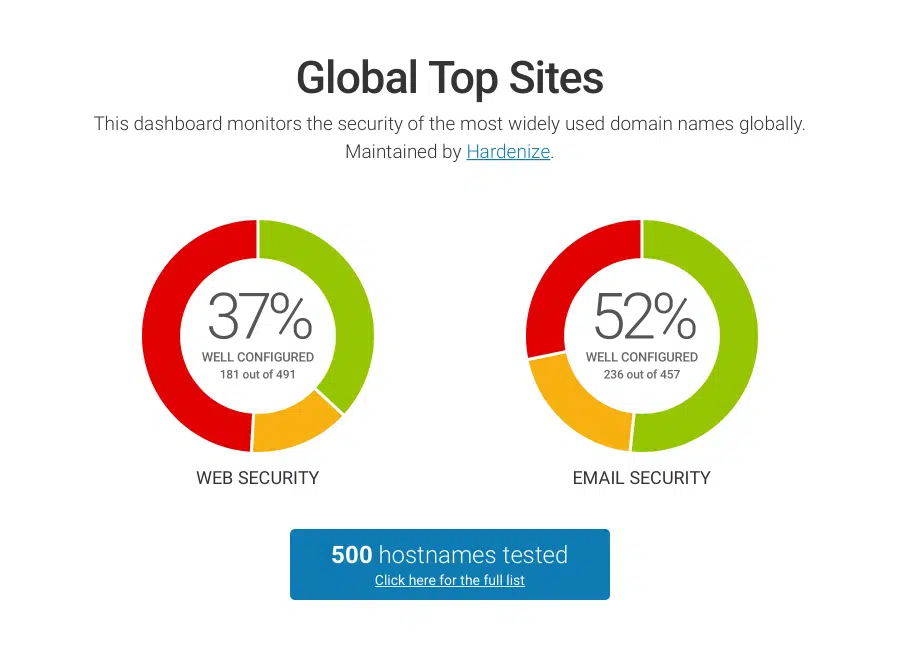 Global Top Sites
This dashboard monitors the security of the most widely used domain names globally.
Maintained by Hardenize.
37%
WELL CONFIGURED
181 out of 491
WEB SECURITY
52%
WELL CONFIGURED
236 out of 457
EMAIL SECURITY
500 hostnames tested
Click here for the full list